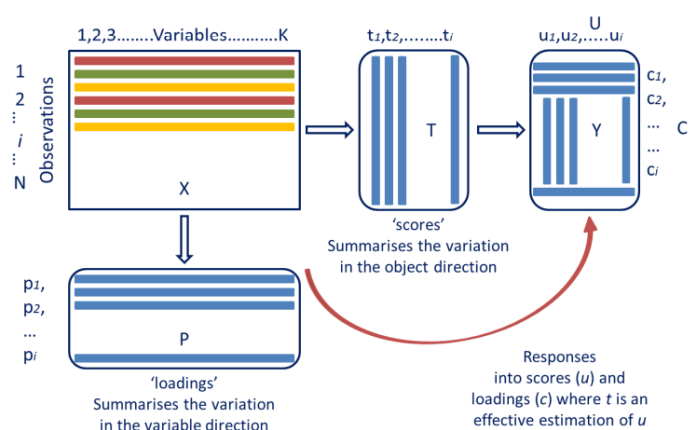 1,2,3........Variables..........K
t1,t2,.......ti
U
u1,u2,.....ui
1
2
...
i
...
N
Observations
X
T
Y
c1,
c2,
...
...
ci
C
'scores'
Summarises the variation
in the object direction
p1,
p2,
...
pi
P
'loadings'
Summarises the variation
in the variable direction
Responses
into scores (u) and
loadings (c) where t is an
effective estimation of u